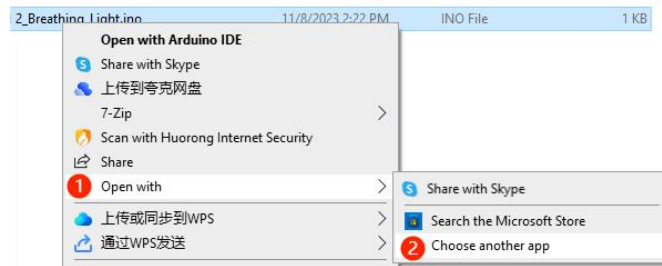 2_Breathing_Light.ino 11/8/2023 2:22 PM INO File 1 KB
Open with Arduino IDE
Share with Skype
上传到夸克网盘
7-Zip
Scan with Huorong Internet Security
Share
1 Open with
Share with Skype
上传或同步到WPS
Search the Microsoft Store
通过WPS发送
2 Choose another app